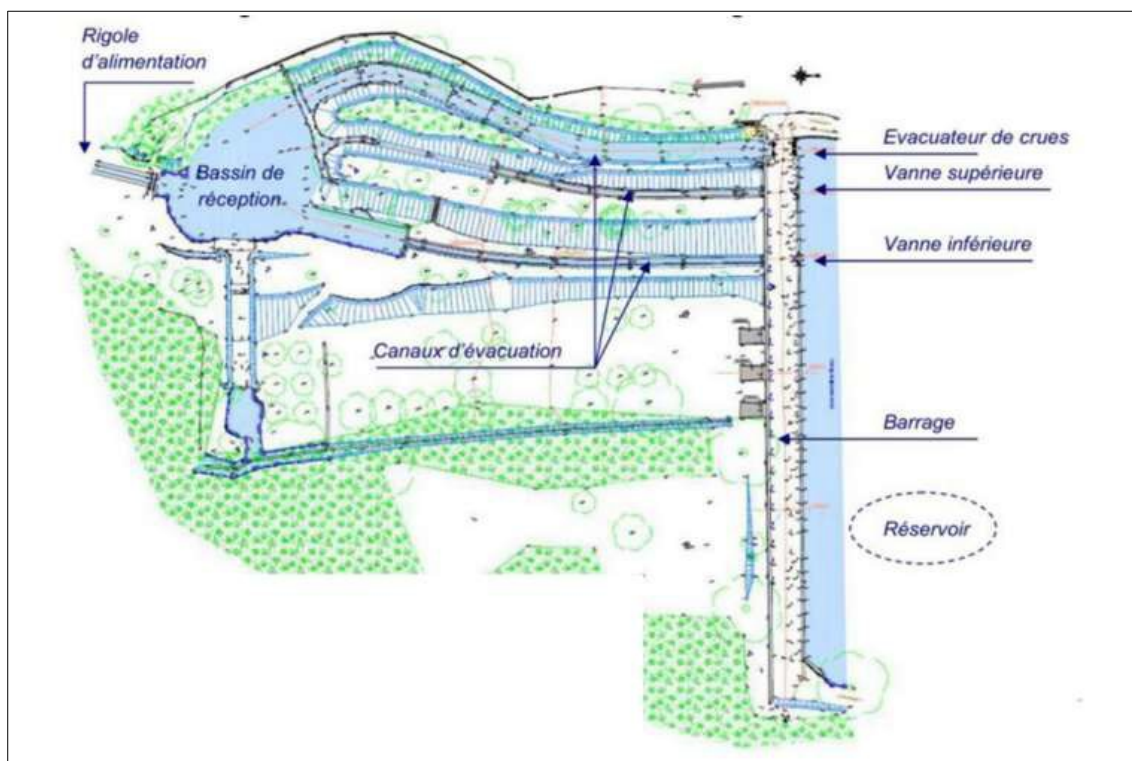 Rigole
d'alimentation
Evacuateur de crues
Bassin de
réception
Vanne supérieure
Vanne inférieure
Canaux d'évacuation
Barrage
Réservoir